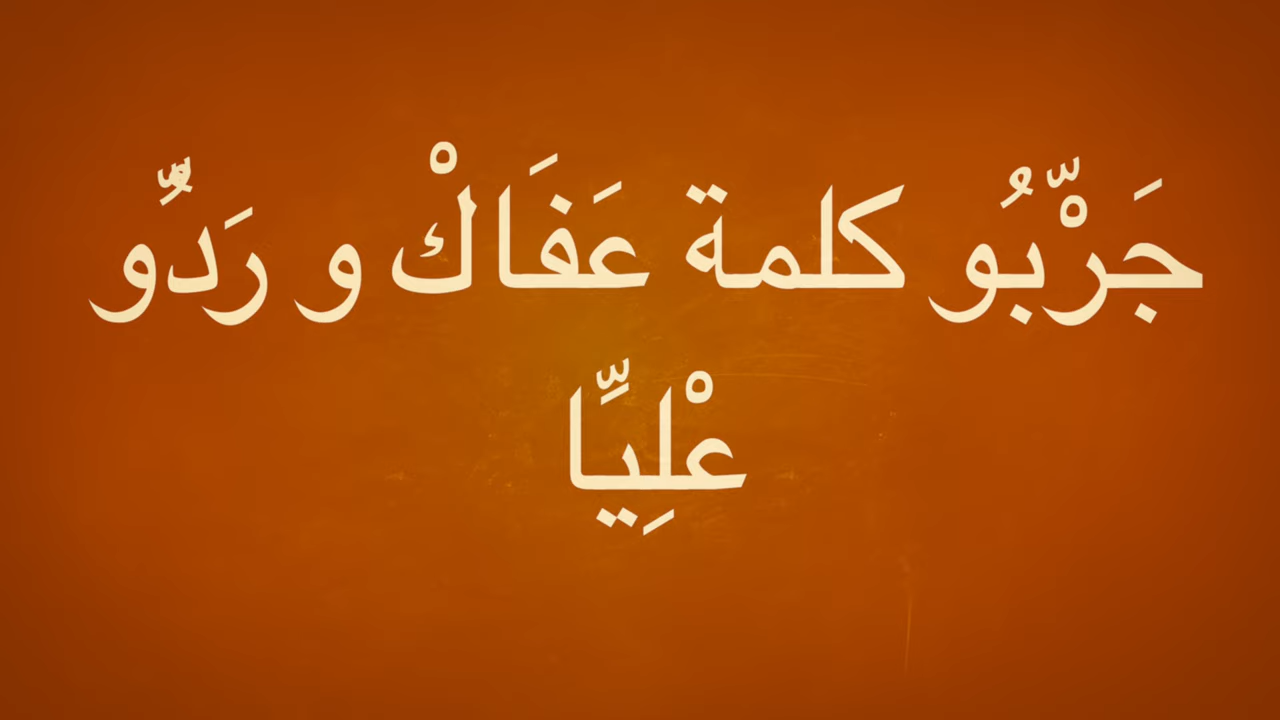 جَرّْبُو كلمة عَفَاكْ و رَدُّو
عْلِيَّا